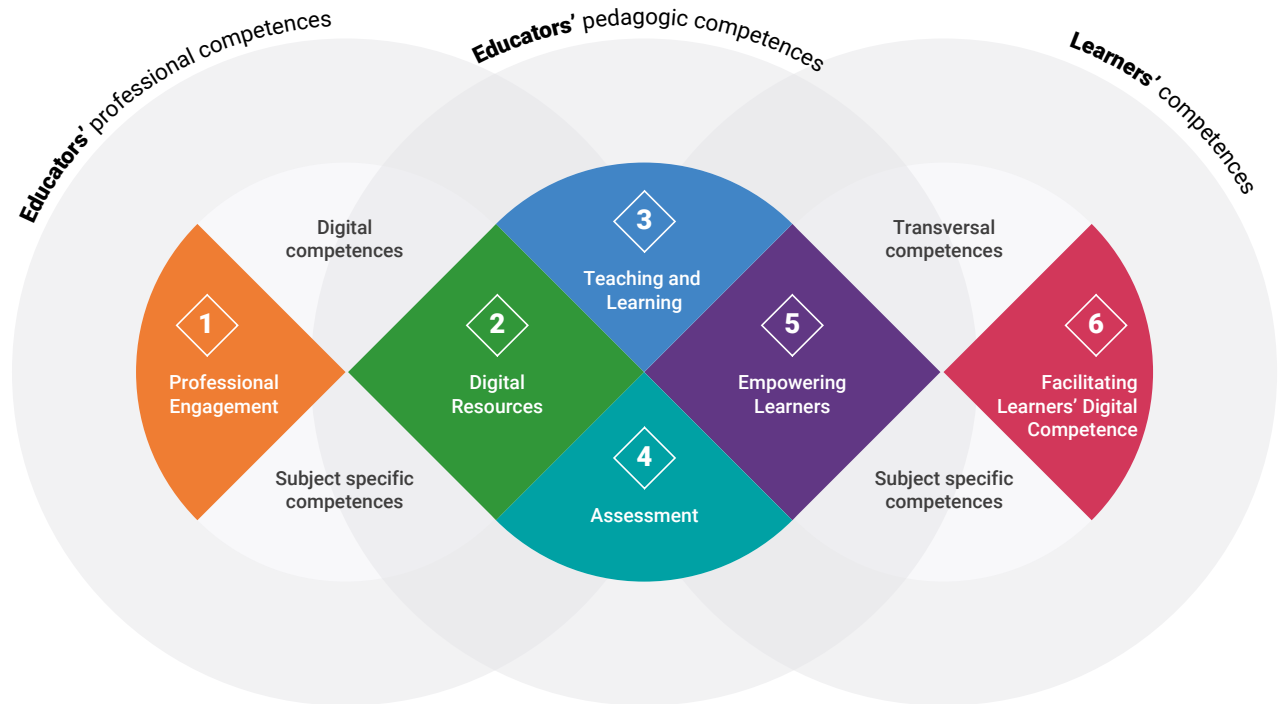 Educators’ professional competences
Educators’ pedagogic competences
Learners’ competences
Digital
competences
Subject specific
competences
1
Professional
Engagement
2
Digital
Resources
3
Teaching and
Learning
4
Assessment
5
Empowering
Learners
Transversal
competences
Subject specific
competences
6
Facilitating
Learners’ Digital
Competence